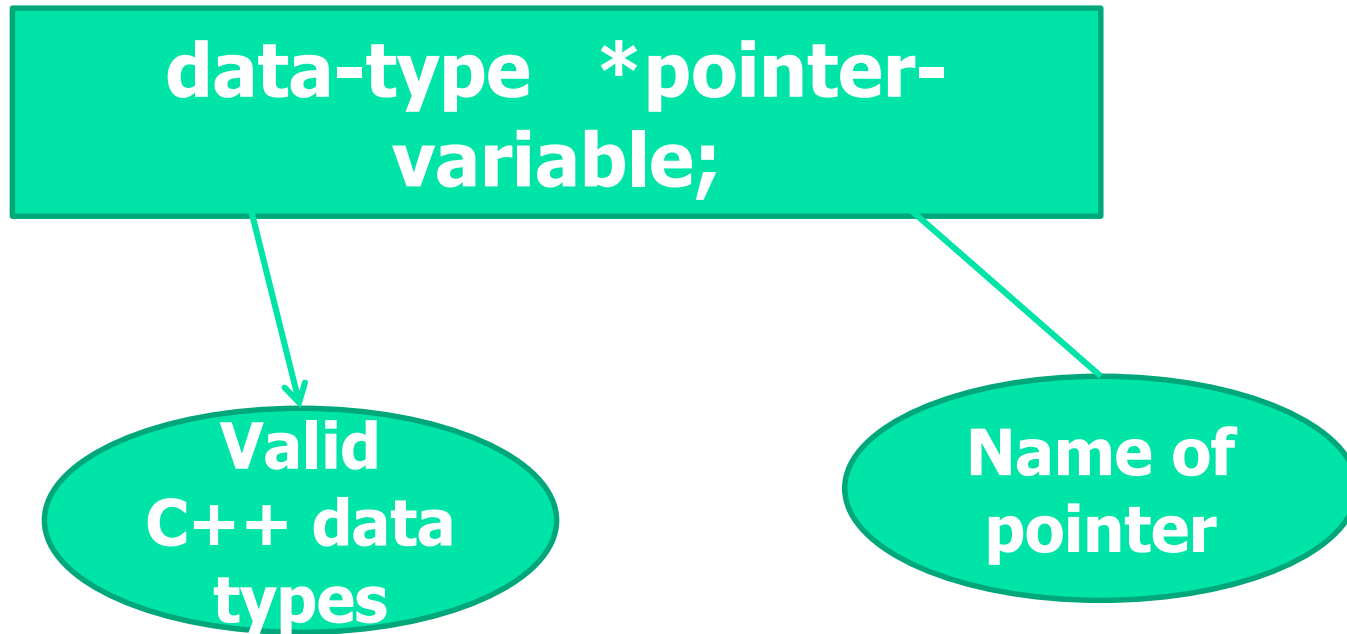 data-type *pointer-
variable;
Valid
C++ data
types
Name of
pointer